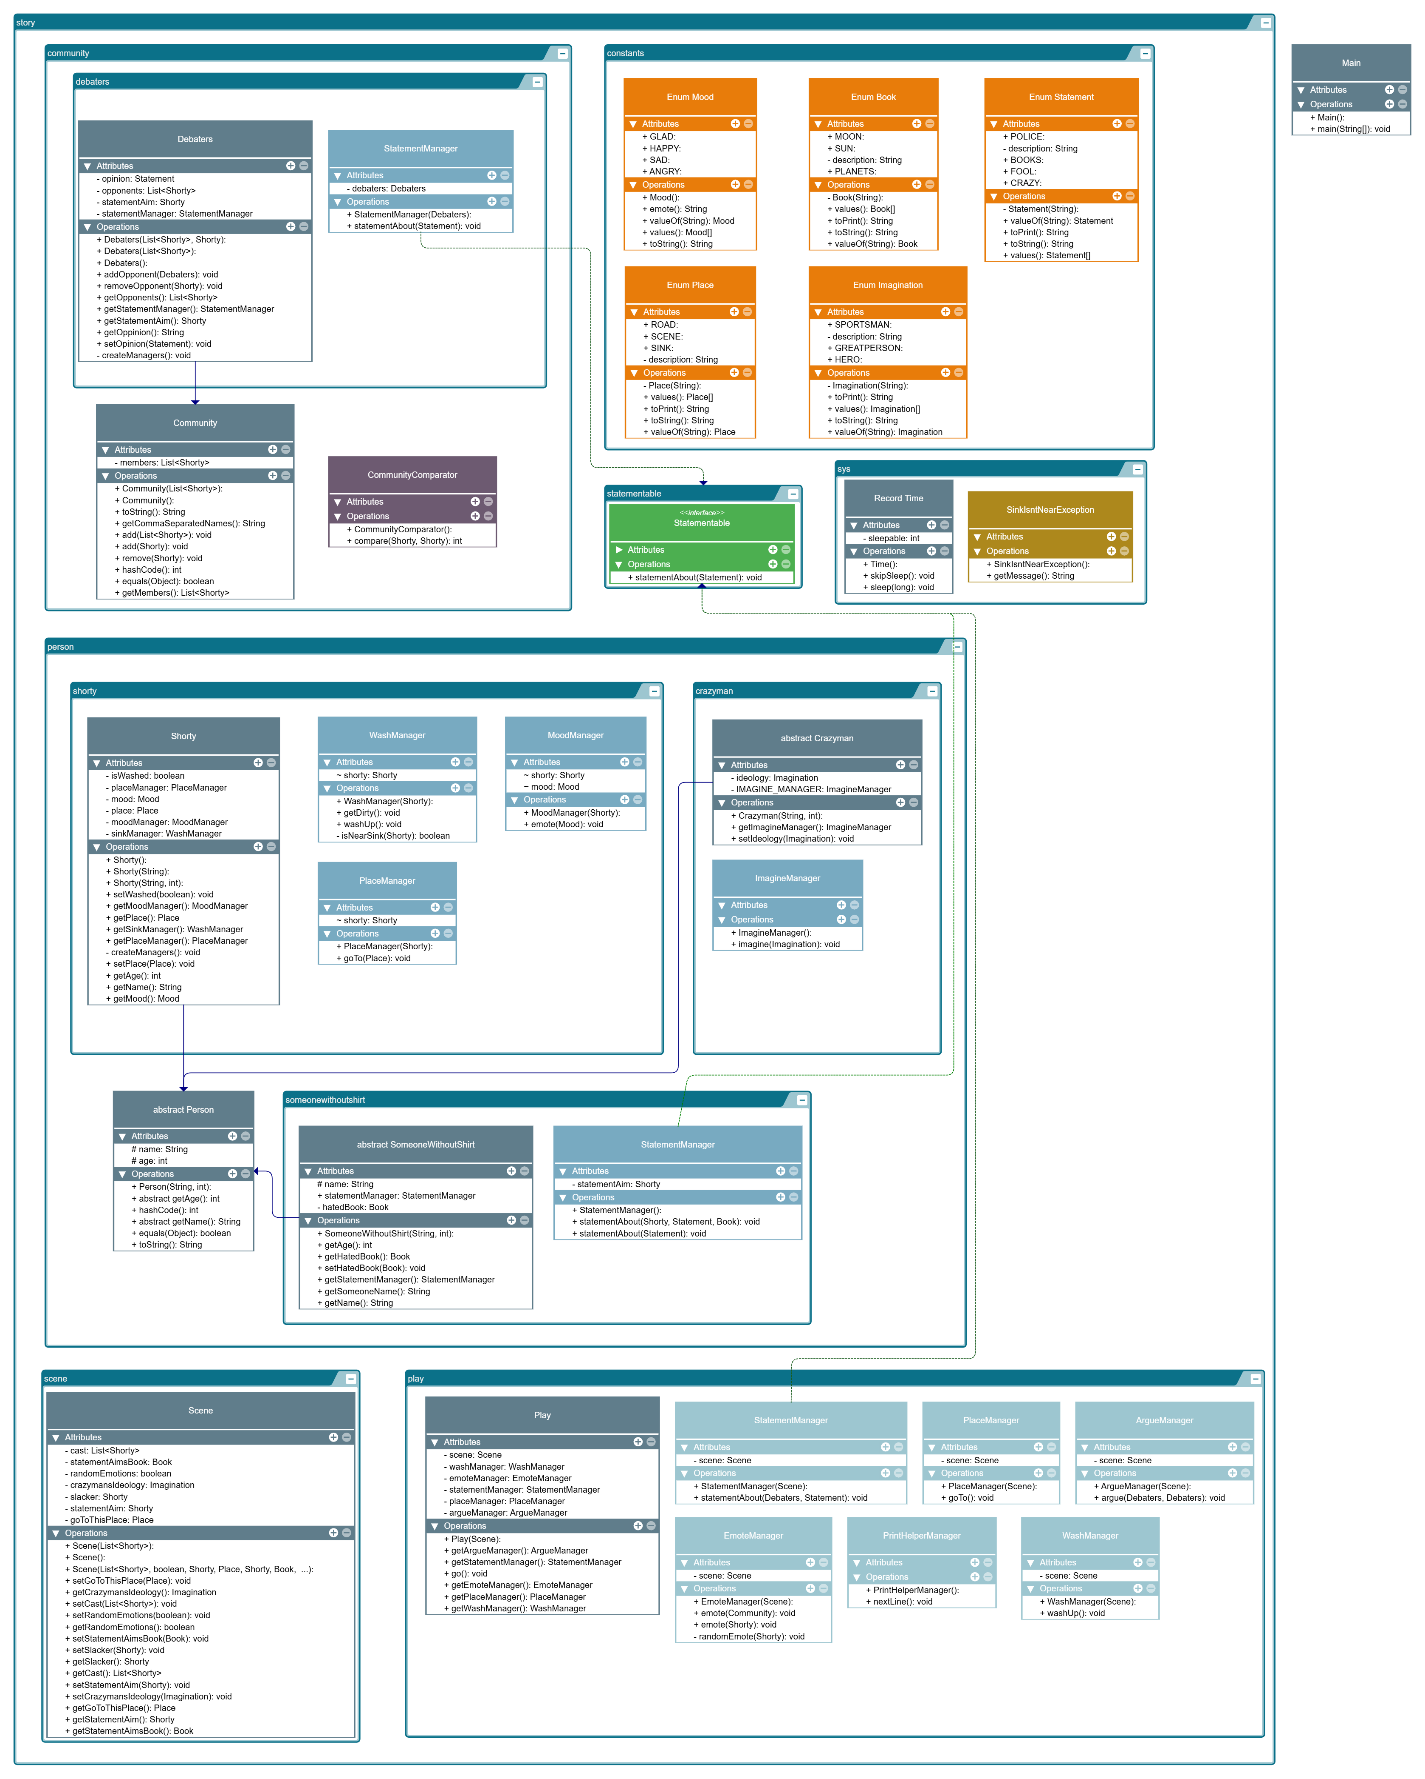 story
community
debaters
Debaters
Attributes
- opinion: Statement
- opponents: List<Shorty>
- statementAim: Shorty
- statementManager: StatementManager
Operations
+ Debaters(List<Shorty>, Shorty):
+ Debaters(List<Shorty>):
+ Debaters():
+ addOpponent(Debaters): void
+ removeOpponent(Shorty): void
+ getOpponents(): List<Shorty>
+ getStatementManager(): StatementManager
+ getStatementAim(): Shorty
+ getOppinion(): String
+ setOpinion(Statement): void
- createManagers(): void
StatementManager
Attributes
- debaters: Debaters
Operations
+ StatementManager(Debaters):
+ statementAbout(Statement): void
Community
Attributes
- members: List<Shorty>
Operations
+ Community(List<Shorty>):
+ Community():
+ toString(): String
+ getCommaSeparatedNames(): String
+ add(List<Shorty>): void
+ add(Shorty): void
+ remove(Shorty): void
+ hashCode(): int
+ equals(Object): boolean
+ getMembers(): List<Shorty>
CommunityComparator
Attributes
Operations
+ CommunityComparator():
+ compare(Shorty, Shorty): int
constants
Enum Mood
Attributes
+ GLAD:
+ HAPPY:
+ SAD:
+ ANGRY:
Operations
+ Mood():
+ emote(): String
+ valueOf(String): Mood
+ values(): Mood[]
+ toString(): String
Enum Book
Attributes
+ MOON:
+ SUN:
- description: String
+ PLANETS:
Operations
- Book(String):
+ values(): Book[]
+ toPrint(): String
+ toString(): String
+ valueOf(String): Book
Enum Statement
Attributes
+ POLICE:
- description: String
+ BOOKS:
+ FOOL:
+ CRAZY:
Operations
- Statement(String):
+ valueOf(String): Statement
+ toPrint(): String
+ toString(): String
+ values(): Statement[]
Enum Place
Attributes
+ ROAD:
+ SCENE:
+ SINK:
- description: String
Operations
- Place(String):
+ values(): Place[]
+ toPrint(): String
+ toString(): String
+ valueOf(String): Place
Enum Imagination
Attributes
+ SPORTSMAN:
- description: String
+ GREATPERSON:
+ HERO:
Operations
- Imagination(String):
+ toPrint(): String
+ values(): Imagination[]
+ toString(): String
+ valueOf(String): Imagination
Main
Attributes
Operations
+ Main():
+ main(String[]): void
statementable
<<interface>>
Statementable
Attributes
Operations
+ statementAbout(Statement): void
sys
Record Time
Attributes
- sleepable: int
Operations
+ Time():
+ skipSleep(): void
+ sleep(long): void
SinkIsntNearException
Attributes
Operations
+ SinkIsntNearException():
+ getMessage(): String
person
shorty
Shorty
Attributes
- isWashed: boolean
- placeManager: PlaceManager
- mood: Mood
- place: Place
- moodManager: MoodManager
- sinkManager: WashManager
Operations
+ Shorty():
+ Shorty(String):
+ Shorty(String, int):
+ setWashed(boolean): void
+ getMoodManager(): MoodManager
+ getPlace(): Place
+ getSinkManager(): WashManager
+ getPlaceManager(): PlaceManager
- createManagers(): void
+ setPlace(Place): void
+ getAge(): int
+ getName(): String
+ getMood(): Mood
WashManager
Attributes
~ shorty: Shorty
Operations
+ WashManager(Shorty):
+ getDirty(): void
+ washUp(): void
- isNearSink(Shorty): boolean
MoodManager
Attributes
~ shorty: Shorty
~ mood: Mood
Operations
+ MoodManager(Shorty):
+ emote(Mood): void
PlaceManager
Attributes
~ shorty: Shorty
Operations
+ PlaceManager(Shorty):
+ goTo(Place): void
crazyman
abstract Crazyman
Attributes
- ideology: Imagination
- IMAGINE_MANAGER: ImagineManager
Operations
+ Crazyman(String, int):
+ getImagineManager(): ImagineManager
+ setIdeology(Imagination): void
ImagineManager
Attributes
Operations
+ ImagineManager():
+ imagine(Imagination): void
abstract Person
Attributes
# name: String
# age: int
Operations
+ Person(String, int):
+ abstract getAge(): int
+ hashCode(): int
+ abstract getName(): String
+ equals(Object): boolean
+ toString(): String
someonewithoutshirt
abstract SomeoneWithoutShirt
Attributes
# name: String
+ statementManager: StatementManager
- hatedBook: Book
Operations
+ SomeoneWithoutShirt(String, int):
+ getAge(): int
+ getHatedBook(): Book
+ setHatedBook(Book): void
+ getStatementManager(): StatementManager
+ getSomeoneName(): String
+ getName(): String
StatementManager
Attributes
- statementAim: Shorty
Operations
+ StatementManager():
+ statementAbout(Shorty, Statement, Book): void
+ statementAbout(Statement): void
scene
Scene
Attributes
- cast: List<Shorty>
- statementAimsBook: Book
- randomEmotions: boolean
- crazymansIdeology: Imagination
- slacker: Shorty
- statementAim: Shorty
- goToThisPlace: Place
Operations
+ Scene(List<Shorty>):
+ Scene():
+ Scene(List<Shorty>, boolean, Shorty, Place, Shorty, Book, ...):
+ setGoToThisPlace(Place): void
+ getCrazymansIdeology(): Imagination
+ setCast(List<Shorty>): void
+ setRandomEmotions(boolean): void
+ getRandomEmotions(): boolean
+ setStatementAimsBook(Book): void
+ setSlacker(Shorty): void
+ getSlacker(): Shorty
+ getCast(): List<Shorty>
+ setStatementAim(Shorty): void
+ setCrazymansIdeology(Imagination): void
+ getGoToThisPlace(): Place
+ getStatementAim(): Shorty
+ getStatementAimsBook(): Book
play
Play
Attributes
- scene: Scene
- washManager: WashManager
- emoteManager: EmoteManager
- statementManager: StatementManager
- placeManager: PlaceManager
- argueManager: ArgueManager
Operations
+ Play(Scene):
+ getArgueManager(): ArgueManager
+ getStatementManager(): StatementManager
+ go(): void
+ getEmoteManager(): EmoteManager
+ getPlaceManager(): PlaceManager
+ getWashManager(): WashManager
StatementManager
Attributes
- scene: Scene
Operations
+ StatementManager(Scene):
+ statementAbout(Debaters, Statement): void
PlaceManager
Attributes
- scene: Scene
Operations
+ PlaceManager(Scene):
+ goTo(): void
ArgueManager
Attributes
- scene: Scene
Operations
+ ArgueManager(Scene):
+ argue(Debaters, Debaters): void
EmoteManager
Attributes
- scene: Scene
Operations
+ EmoteManager(Scene):
+ emote(Community): void
+ emote(Shorty): void
- randomEmote(Shorty): void
PrintHelperManager
Attributes
Operations
+ PrintHelperManager():
+ nextLine(): void
WashManager
Attributes
- scene: Scene
Operations
+ WashManager(Scene):
+ washUp(): void